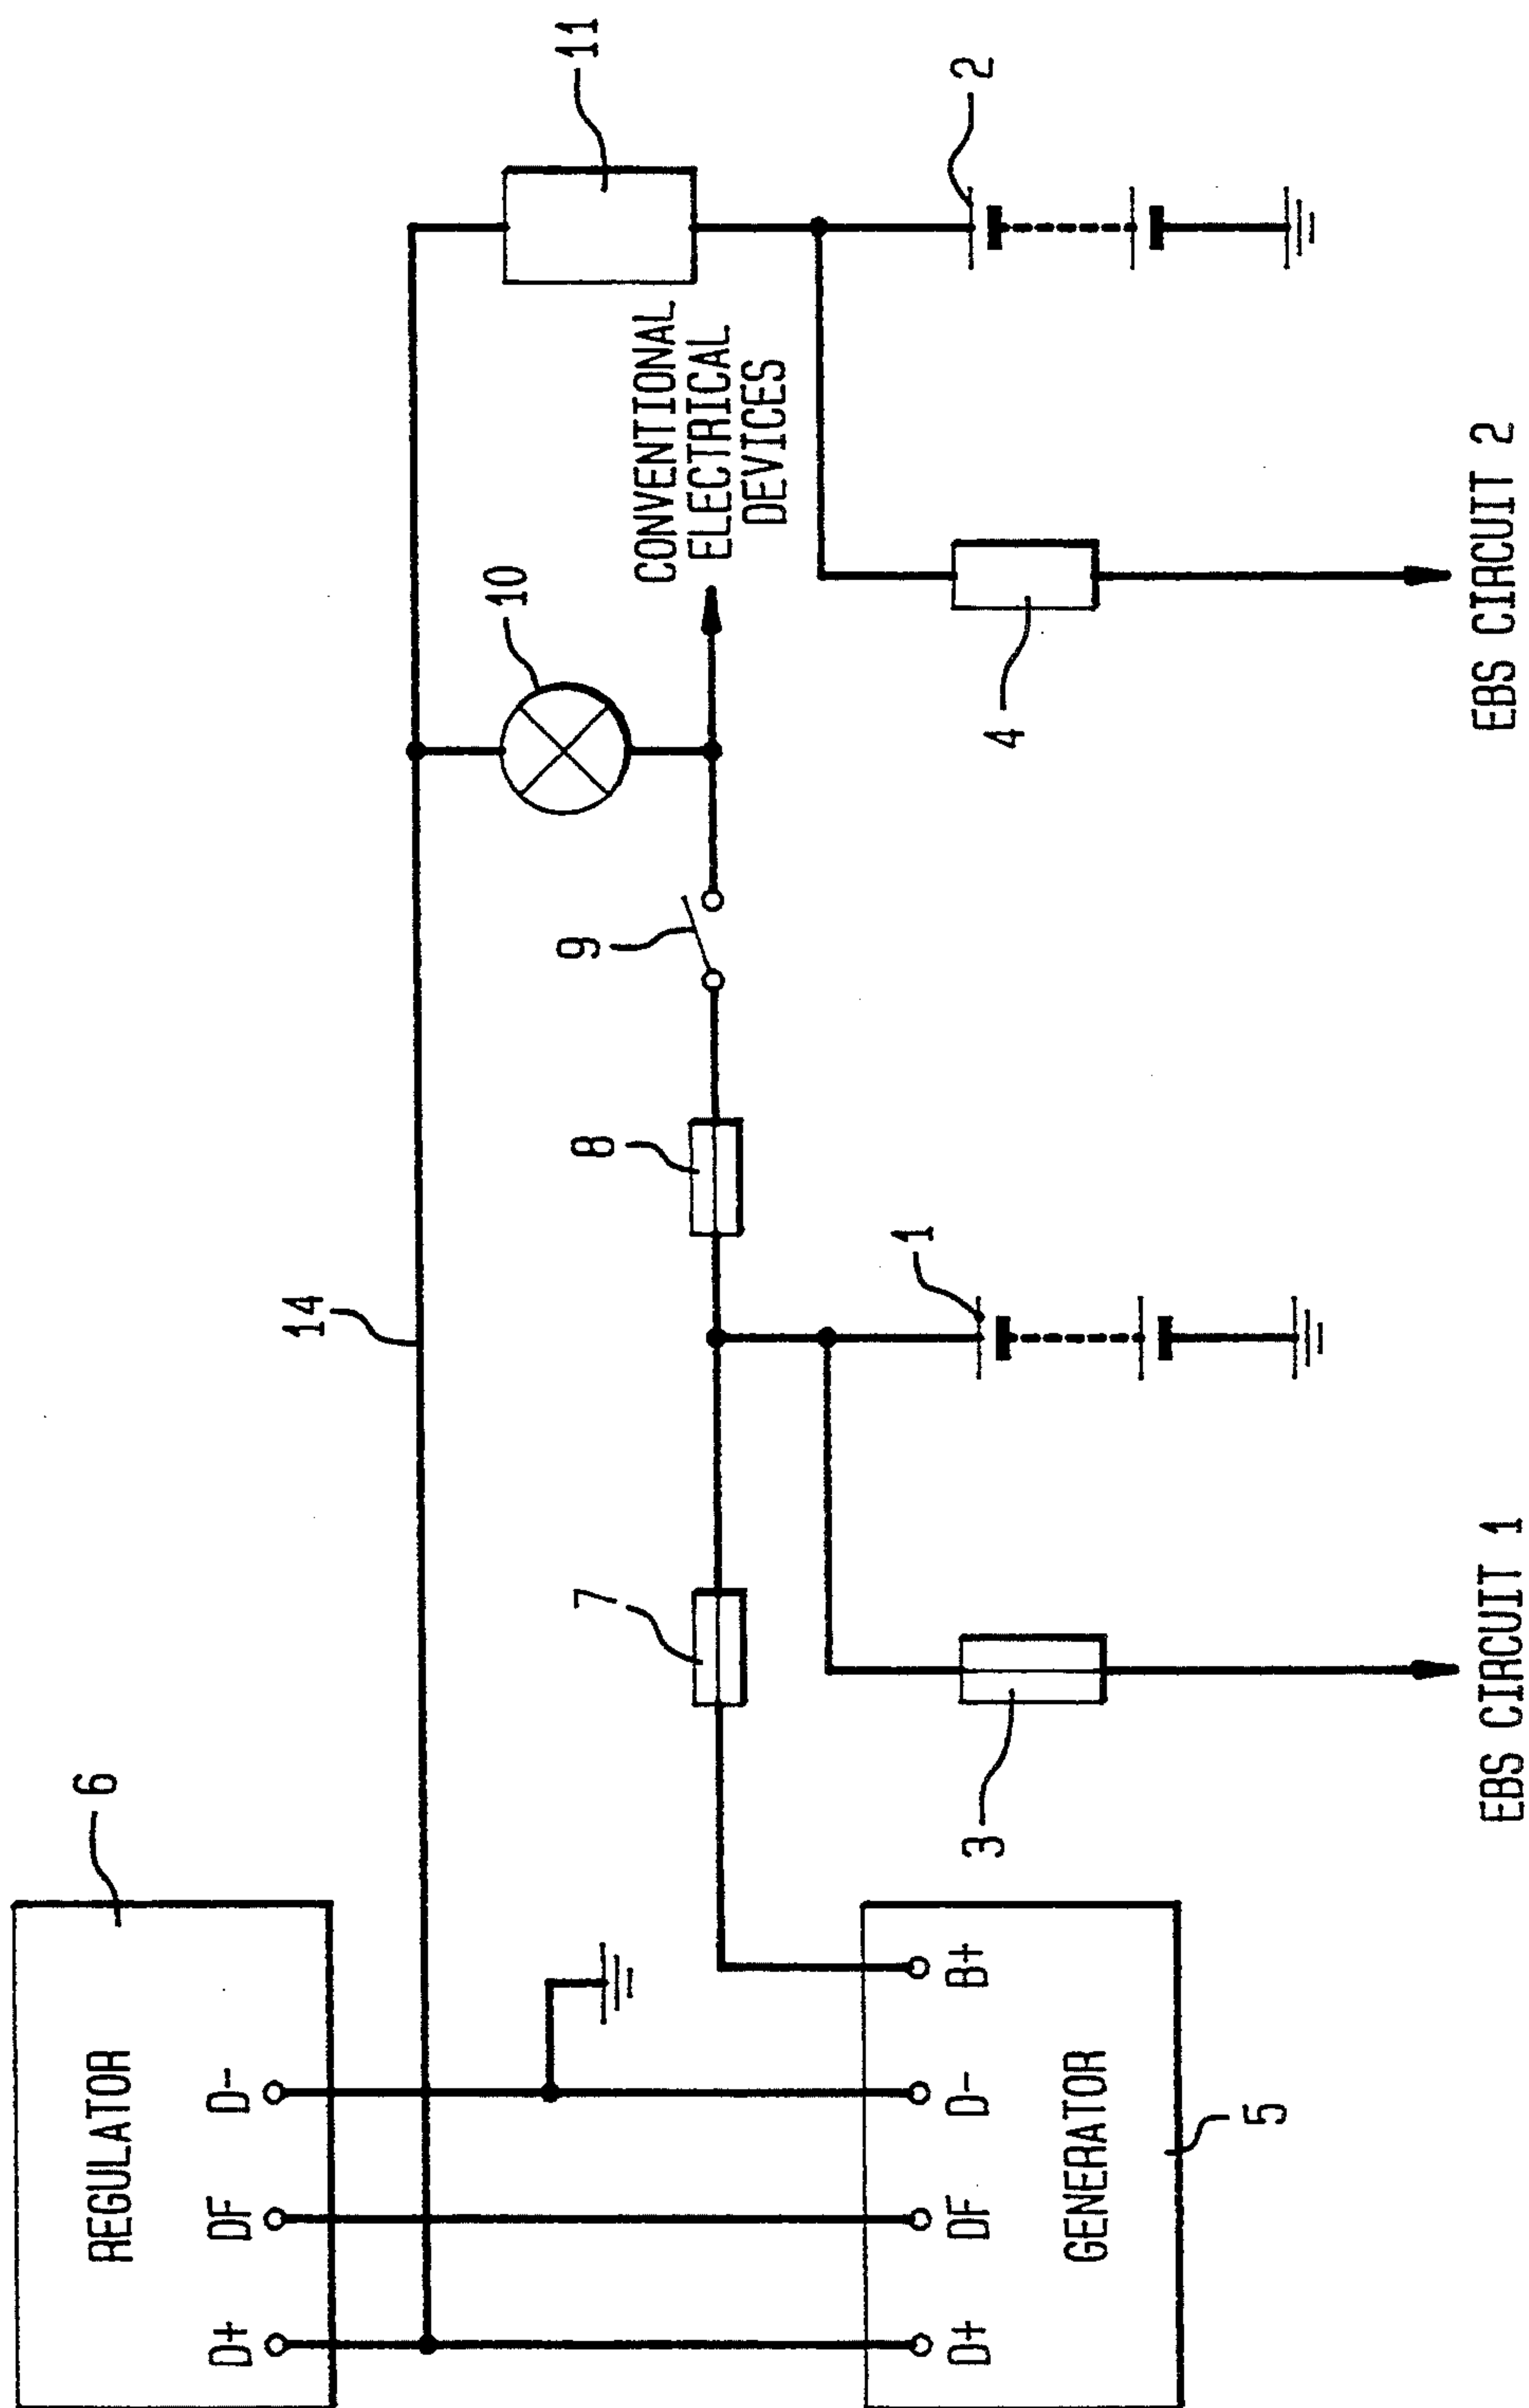 6
REGULATOR
D+
DF
D-
14
11
10
CONVENTIONAL
ELECTRICAL
DEVICES
7
8
9
2
1
D+
DF
D-
B+
GENERATOR
5
3
4
EBS CIRCUIT 1
EBS CIRCUIT 2